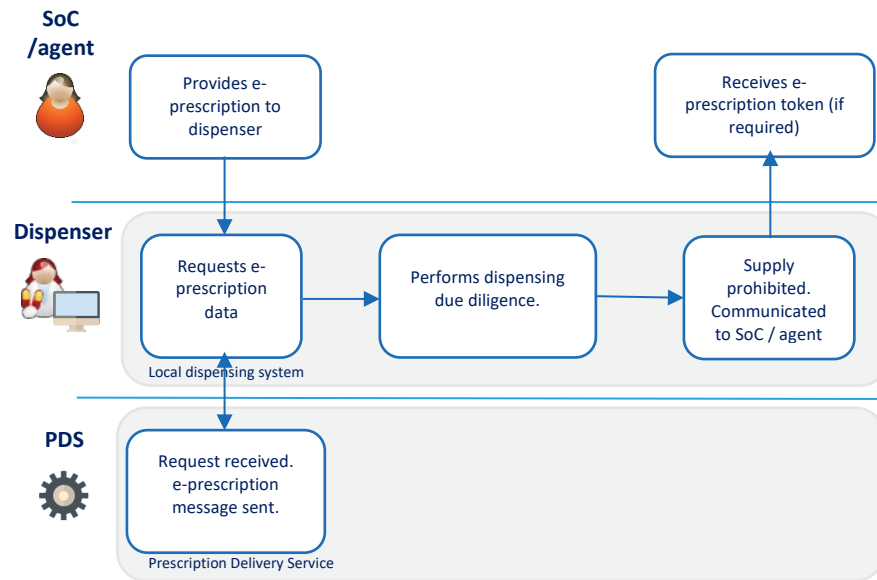 SoC
/agent
Provides e-
prescription to
dispenser
Receives e-
prescription token (if
required)
Dispenser
Requests e-
prescription
data
Performs dispensing
due diligence.
Supply
prohibited.
Communicated
to SoC / agent
Local dispensing system
PDS
Request received.
e-prescription
message sent.
Prescription Delivery Service